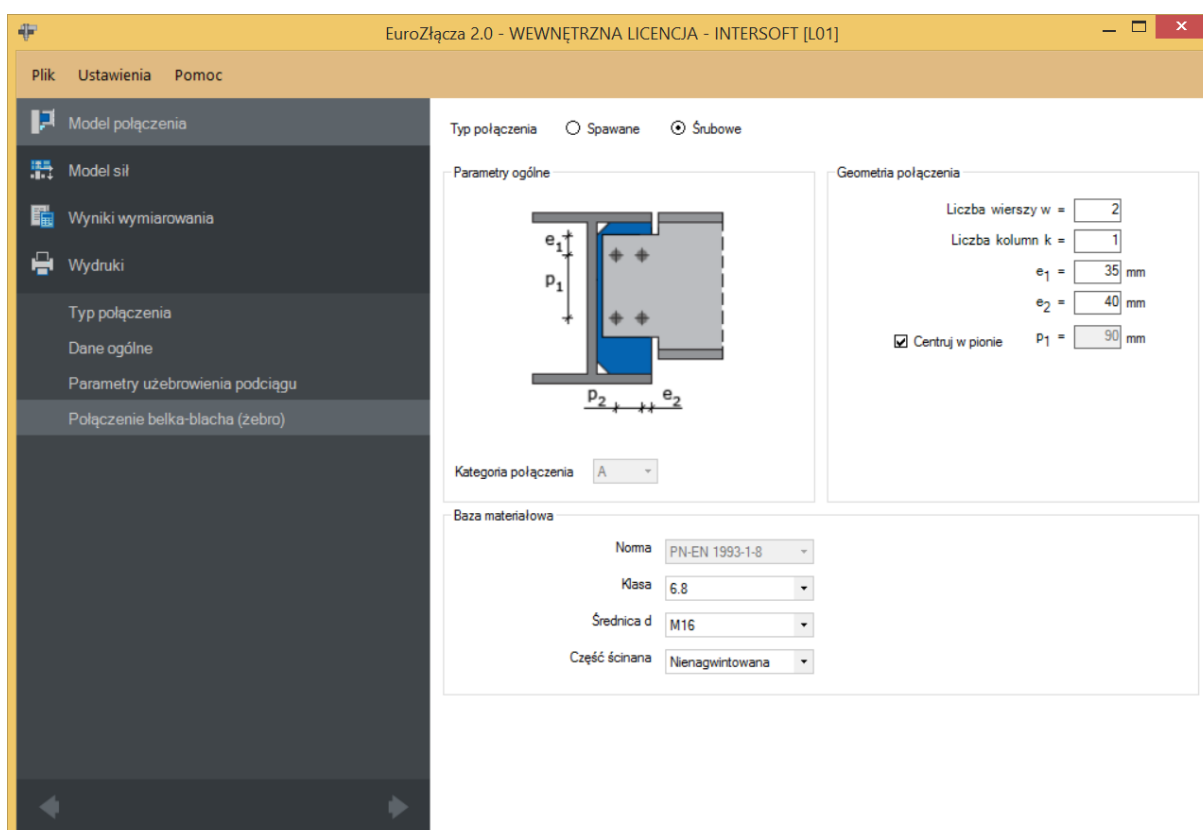 EuroZłącza 2.0 - WEWNĘTRZNA LICENCJA - INTERSOFT [L01]
Plik Ustawienia Pomoc
Model połączenia
Model sił
Wyniki wymiarowania
Wydruki
Typ połączenia
Dane ogólne
Parametry użebrowienia podciągu
Połączenie belka-blacha (żebro)
Typ połączenia Spawane Śrubowe
Parametry ogólne
e1
p1
p2 e2
Kategoria połączenia A
Geometria połączenia
Liczba wierszy w = 2
Liczba kolumn k = 1
e1 = 35 mm
e2 = 40 mm
Centruj w pionie p1 = 90 mm
Baza materiałowa
Norma PN-EN 1993-1-8
Klasa 6.8
Średnica d M16
Część ścinana Nienagwintowana